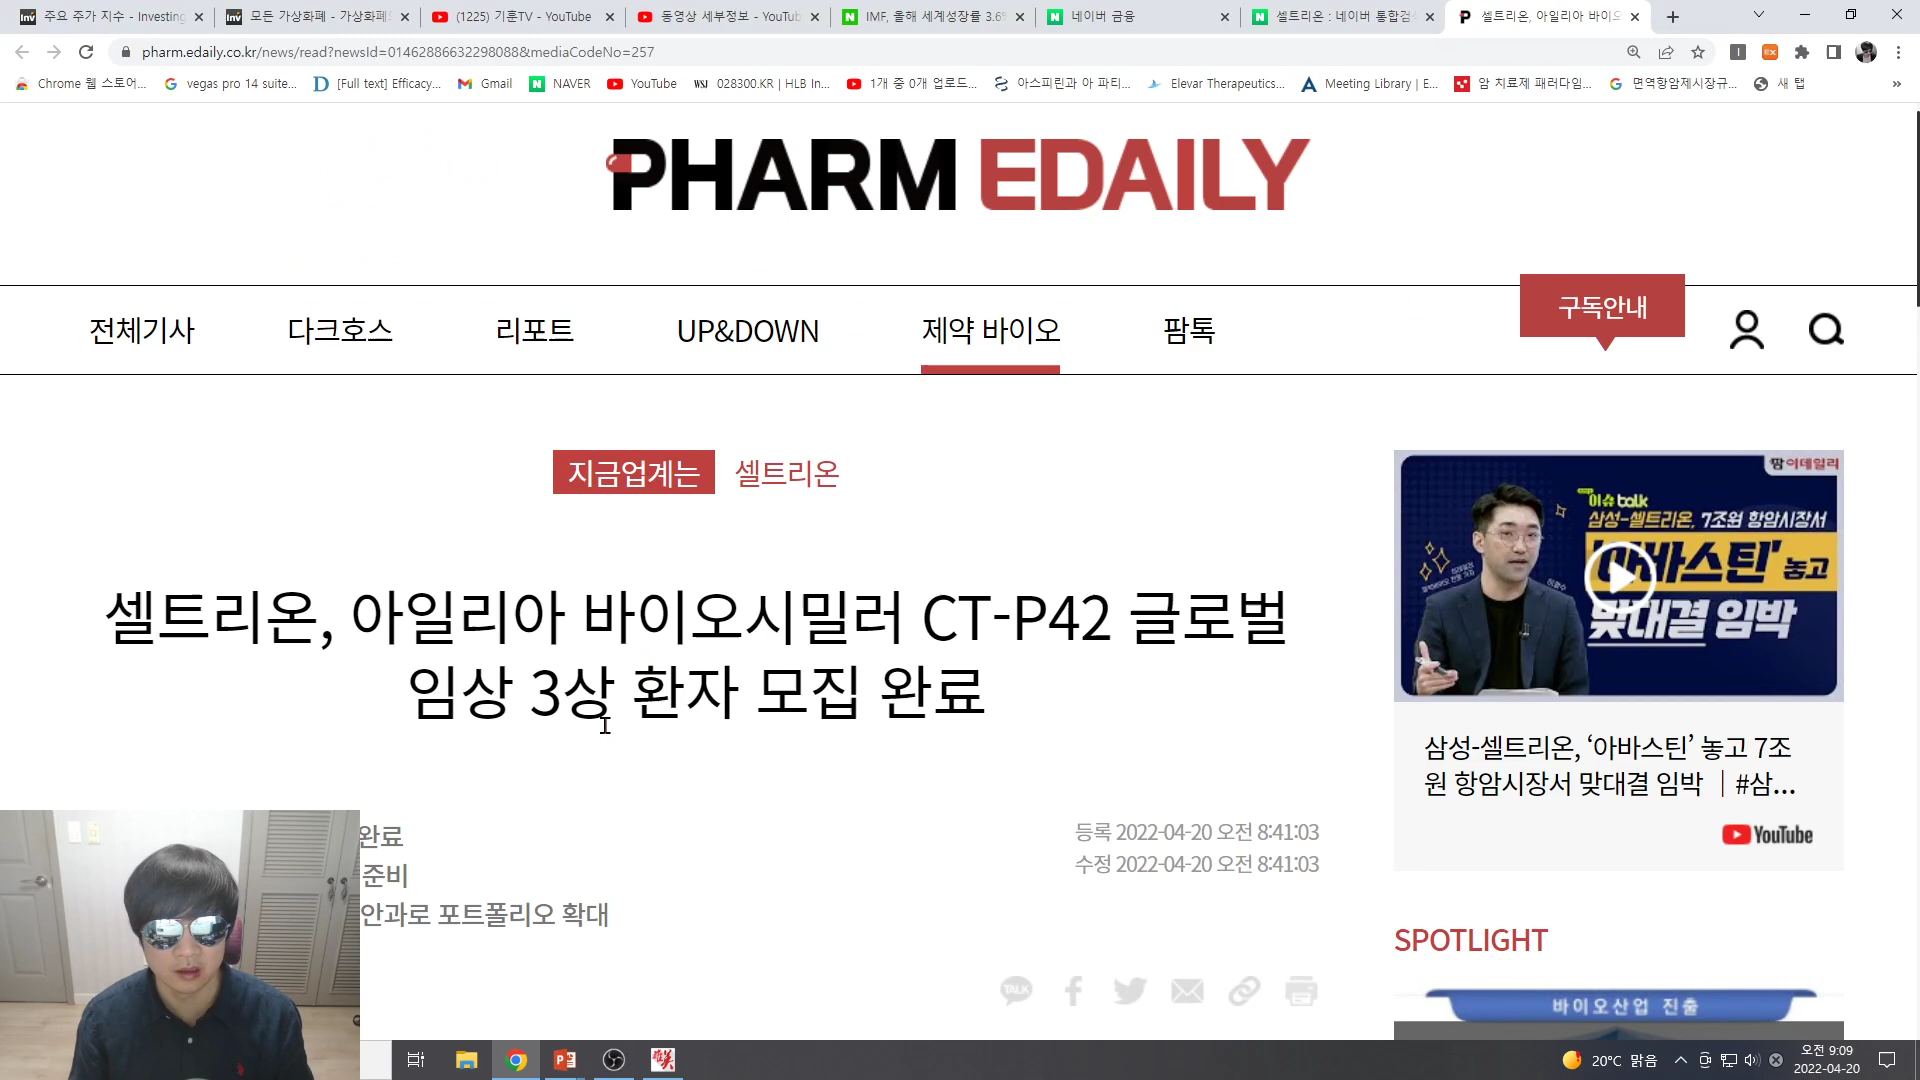 주요 주가 지수 - Investing
모든 가상화폐 - 가상화폐
(1225) 기훈TV - YouTube
동영상 세부정보 - YouTub
IMF, 올해 세계성장률 3.6%
네이버 금융
셀트리온 : 네이버 통합검
셀트리온, 아일리아 바이오
pharm.edaily.co.kr/news/read?newsId=01462886632298088&mediaCodeNo=257
Chrome 웹 스토어...
vegas pro 14 suite...
[Full text] Efficacy...
Gmail
NAVER
YouTube
WSJ 028300.KR | HLB In...
1개 중 0개 업로드...
아스피린과 아 파티...
Elevar Therapeutics...
Meeting Library | E...
암 치료제 패러다임...
면역항암제시장규...
새 탭
PHARM EDAILY
구독안내
전체기사
다크호스
리포트
UP&DOWN
제약 바이오
팜톡
지금업계는 셀트리온
셀트리온, 아일리아 바이오시밀러 CT-P42 글로벌
임상 3상 환자 모집 완료
완료
준비
안과로 포트폴리오 확대
등록 2022-04-20 오전 8:41:03
수정 2022-04-20 오전 8:41:03
TALK
팜이데일리
이슈 talk
삼성-셀트리온, 7조원 항암시장서
'아바스틴' 놓고
맞대결 임박
삼성-셀트리온, ‘아바스틴’ 놓고 7조
원 항암시장서 맞대결 임박 ｜#삼...
YouTube
SPOTLIGHT
바이오산업 진출
20°C 맑음
오전 9:09
2022-04-20